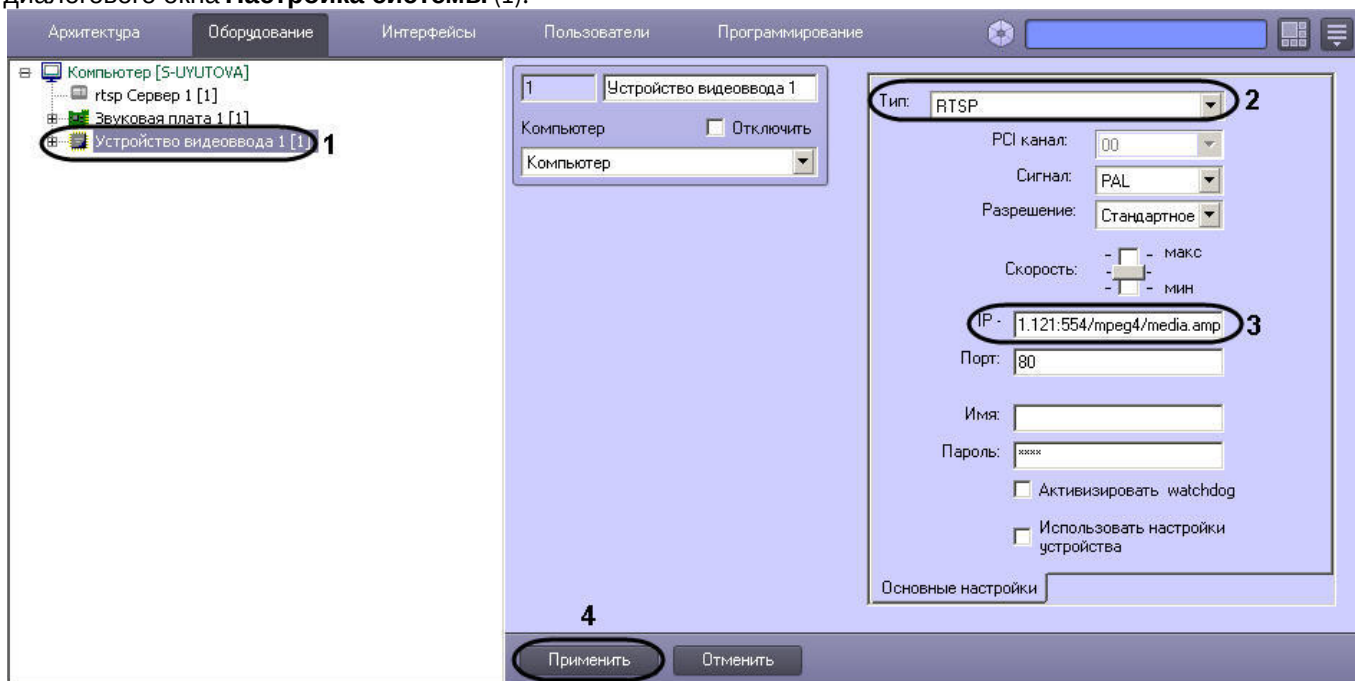 диалогового окна Настройка системы (1).
Архитектура Оборудование Интерфейсы Пользователи Программирование
Компьютер [S-UYUTOVA]
rtsp Сервер 1 [1]
Звуковая плата 1 [1]
Устройство видеоввода 1 [1] 1
1 Устройство видеоввода 1
Компьютер Отключить
Компьютер
Тип: RTSP 2
PCI канал: 00
Сигнал: PAL
Разрешение: Стандартное
макс
Скорость:
мин
IP - 1.121:554/mpeg4/media.amp 3
Порт: 80
Имя:
Пароль: ××××
Активизировать watchdog
Использовать настройки
устройства
Основные настройки
4
Применить Отменить